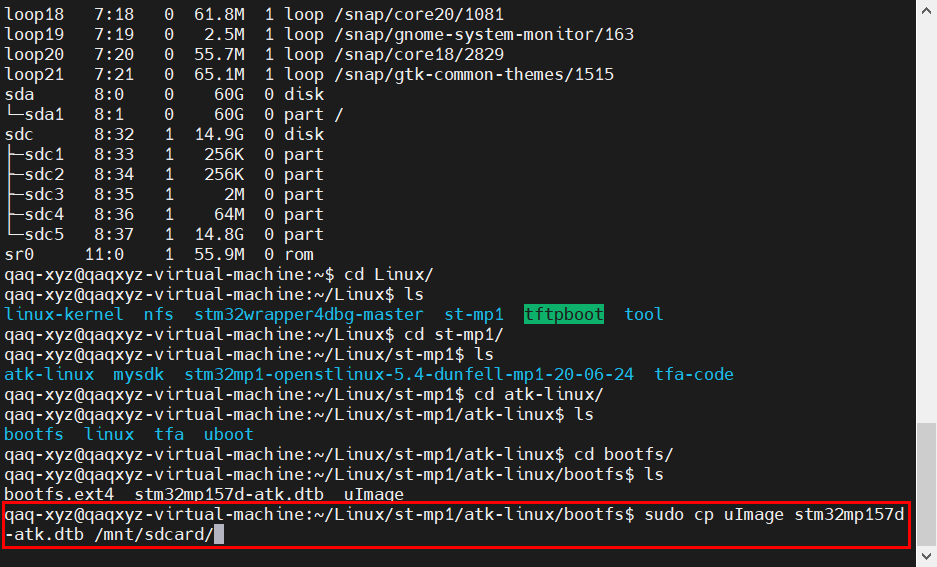 loop18   7:18   0  61.8M  1 loop /snap/core20/1081
loop19   7:19   0   2.5M  1 loop /snap/gnome-system-monitor/163
loop20   7:20   0  55.7M  1 loop /snap/core18/2829
loop21   7:21   0  65.1M  1 loop /snap/gtk-common-themes/1515
sda      8:0    0    60G  0 disk
└─sda1   8:1    0    60G  0 part /
sdc      8:32   1  14.9G  0 disk
├─sdc1   8:33   1   256K  0 part
├─sdc2   8:34   1   256K  0 part
├─sdc3   8:35   1     2M  0 part
├─sdc4   8:36   1    64M  0 part
└─sdc5   8:37   1  14.8G  0 part
sr0     11:0    1  55.9M  0 rom
qaq-xyz@qaqxyz-virtual-machine:~$ cd Linux/
qaq-xyz@qaqxyz-virtual-machine:~/Linux$ ls
linux-kernel  nfs  stm32wrapper4dbg-master  st-mp1  tftpboot  tool
qaq-xyz@qaqxyz-virtual-machine:~/Linux$ cd st-mp1/
qaq-xyz@qaqxyz-virtual-machine:~/Linux/st-mp1$ ls
atk-linux  mysdk  stm32mp1-openstlinux-5.4-dunfell-mp1-20-06-24  tfa-code
qaq-xyz@qaqxyz-virtual-machine:~/Linux/st-mp1$ cd atk-linux/
qaq-xyz@qaqxyz-virtual-machine:~/Linux/st-mp1/atk-linux$ ls
bootfs  linux  tfa  uboot
qaq-xyz@qaqxyz-virtual-machine:~/Linux/st-mp1/atk-linux$ cd bootfs/
qaq-xyz@qaqxyz-virtual-machine:~/Linux/st-mp1/atk-linux/bootfs$ ls
bootfs.ext4  stm32mp157d-atk.dtb  uImage
qaq-xyz@qaqxyz-virtual-machine:~/Linux/st-mp1/atk-linux/bootfs$ sudo cp uImage stm32mp157d
-atk.dtb /mnt/sdcard/